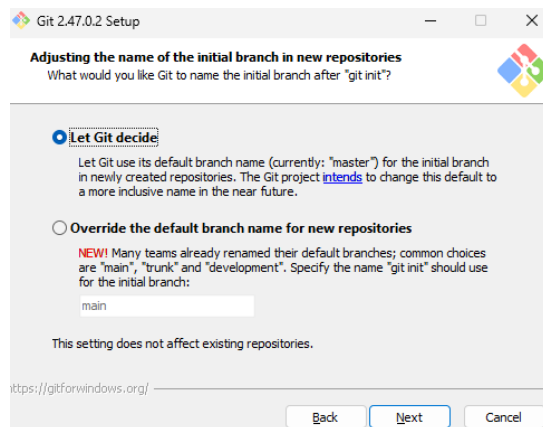 Git 2.47.0.2 Setup
Adjusting the name of the initial branch in new repositories
What would you like Git to name the initial branch after "git init"?
Let Git decide
Let Git use its default branch name (currently: "master") for the initial branch
in newly created repositories. The Git project intends to change this default to
a more inclusive name in the near future.
Override the default branch name for new repositories
NEW! Many teams already renamed their default branches; common choices
are "main", "trunk" and "development". Specify the name "git init" should use
for the initial branch:
main
This setting does not affect existing repositories.
https://gitforwindows.org/
Back Next Cancel